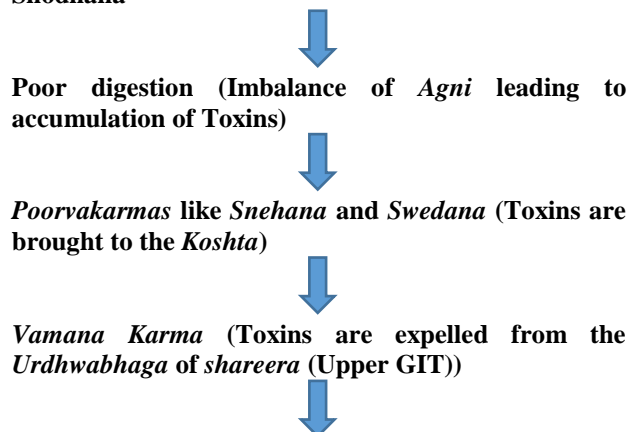 Poor digestion (Imbalance of Agni leading to
accumulation of Toxins)
Poorvakarmas like Snehana and Swedana (Toxins are
brought to the Koshta)
Vamana Karma (Toxins are expelled from the
Urdhwabhaga of shareera (Upper GIT))